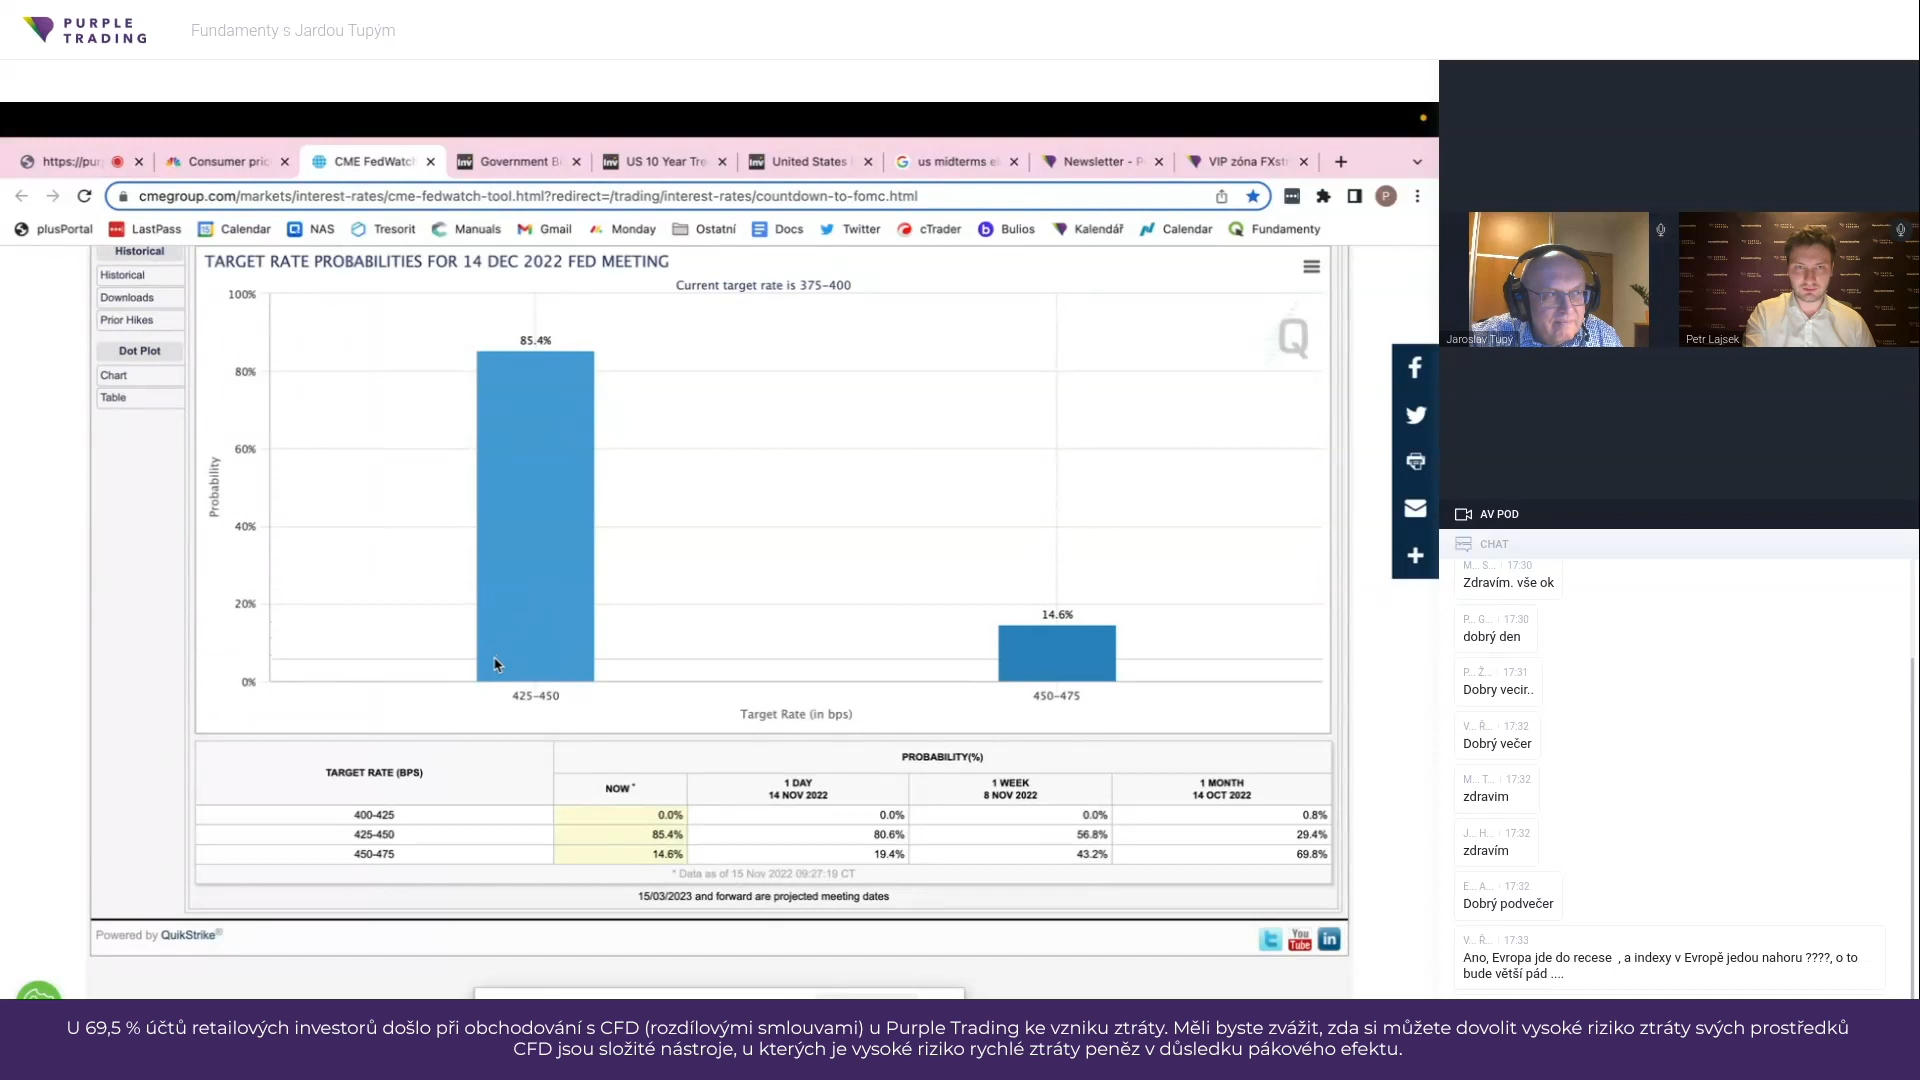 PURPLE
TRADING
Fundamenty s Jardou Tupým
https://pur
Consumer pric
CME FedWatch
Government B
US 10 Year Tre
United States
us midterms el
Newsletter - P
VIP zóna FXst
cmegroup.com/markets/interest-rates/cme-fedwatch-tool.html?redirect=/trading/interest-rates/countdown-to-fomc.html
P
plusPortal
LastPass
Calendar
NAS
Tresorit
Manuals
Gmail
Monday
Ostatní
Docs
Twitter
cTrader
Bulios
Kalendář
Calendar
Fundamenty
Historical
Historical
Downloads
Prior Hikes
Dot Plot
Chart
Table
TARGET RATE PROBABILITIES FOR 14 DEC 2022 FED MEETING
Current target rate is 375-400
Q
Probability
100%
80%
60%
40%
20%
0%
85.4%
14.6%
425-450
450-475
Target Rate (in bps)
TARGET RATE (BPS)
PROBABILITY(%)
NOW *
1 DAY
14 NOV 2022
1 WEEK
8 NOV 2022
1 MONTH
14 OCT 2022
400-425 0.0% 0.0% 0.0% 0.8%
425-450 85.4% 80.6% 56.8% 29.4%
450-475 14.6% 19.4% 43.2% 69.8%
* Data as of 15 Nov 2022 09:27:19 CT
15/03/2023 and forward are projected meeting dates
Powered by QuikStrike®
You
Tube
in
Jaroslav Tupý
Petr Lajsek
AV POD
CHAT
M... S... 17:30
Zdravím. vše ok
P... G... 17:30
dobrý den
P... Ž... 17:31
Dobry vecir..
V... Ř... 17:32
Dobrý večer
M... T... 17:32
zdravim
J... H... 17:32
zdravím
E... A... 17:32
Dobrý podvečer
V... Ř... 17:33
Ano, Evropa jde do recese , a indexy v Evropě jedou nahoru ????, o to
bude větší pád ....
U 69,5 % účtů retailových investorů došlo při obchodování s CFD (rozdílovými smlouvami) u Purple Trading ke vzniku ztráty. Měli byste zvážit, zda si můžete dovolit vysoké riziko ztráty svých prostředků
CFD jsou složité nástroje, u kterých je vysoké riziko rychlé ztráty peněz v důsledku pákového efektu.